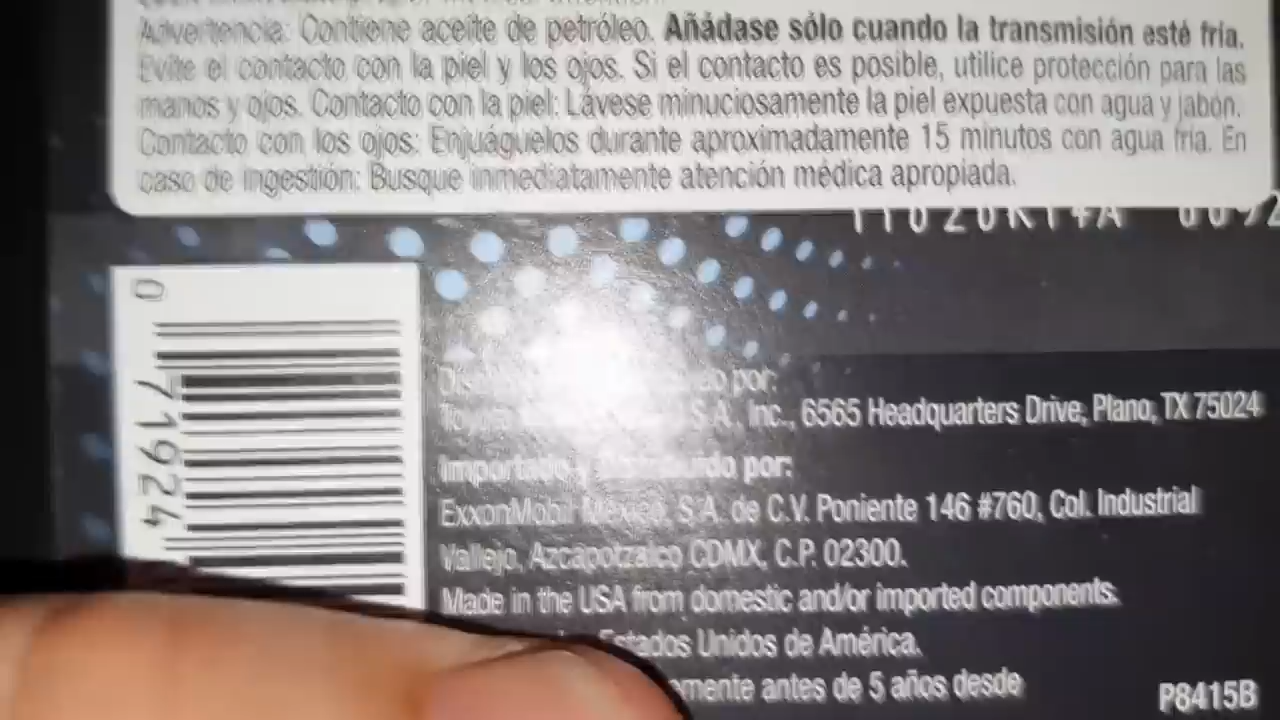 Advertencia: Contiene aceite de petróleo. Añádase sólo cuando la transmisión esté fría.
Evite el contacto con la piel y los ojos. Si el contacto es posible, utilice protección para las
manos y ojos. Contacto con la piel: Lávese minuciosamente la piel expuesta con agua y jabón.
Contacto con los ojos: Enjuáguelos durante aproximadamente 15 minutos con agua fría. En
caso de ingestión: Busque inmediatamente atención médica apropiada.
0
71924
por:
Toyota S.A., Inc., 6565 Headquarters Drive, Plano, TX 75024
Importado y distribuido por:
ExxonMobil México, S.A. de C.V. Poniente 146 #760, Col. Industrial
Vallejo, Azcapotzalco CDMX, C.P. 02300.
Made in the USA from domestic and/or imported components.
Estados Unidos de América.
antes de 5 años desde
P8415B